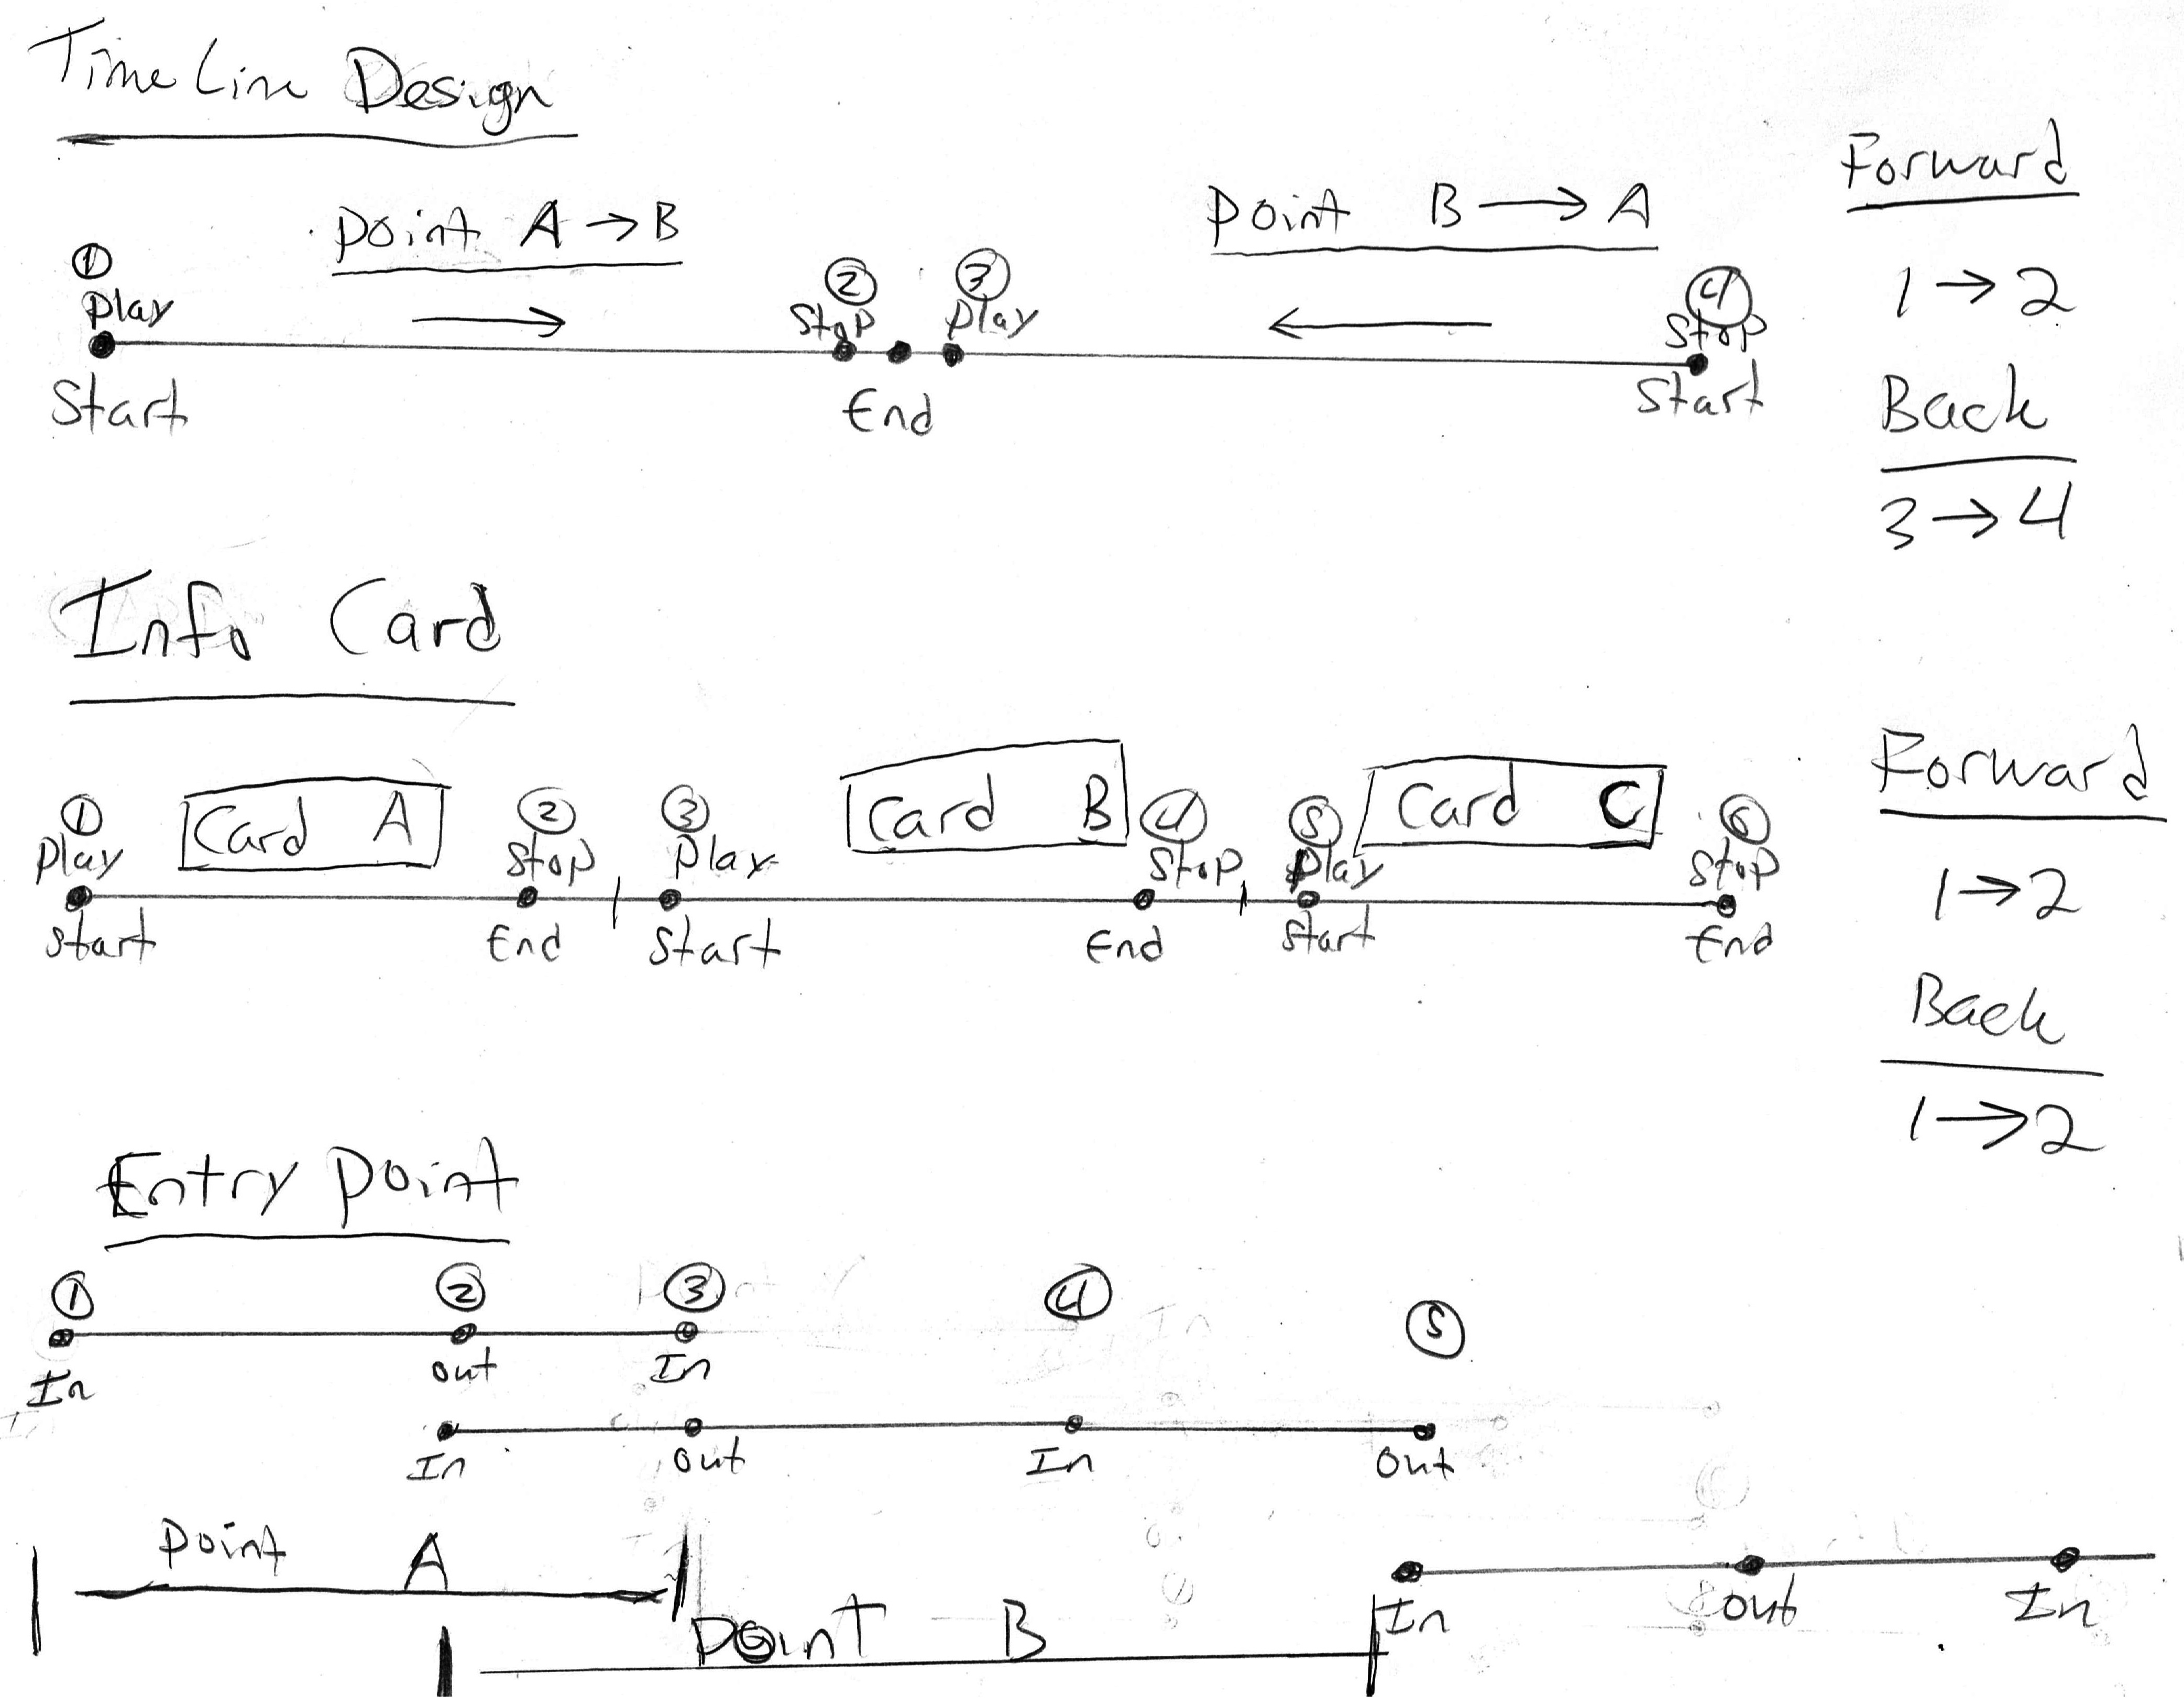 Time Line Design
Forward
Point A → B
Point B → A
① ② ③ ④
Play Stop Play Stop
1 → 2
Start End Start
Back
3 → 4
Info Card
Forward
Card A Card B Card C
① ② ③ ④ ⑤ ⑥
Play Stop Play Stop Play Stop
1 → 2
Start End Start End Start End
Back
1 → 2
Entry Point
① ② ③ ④ ⑤
In out In
In out In Out
Point A
Point B
In out In